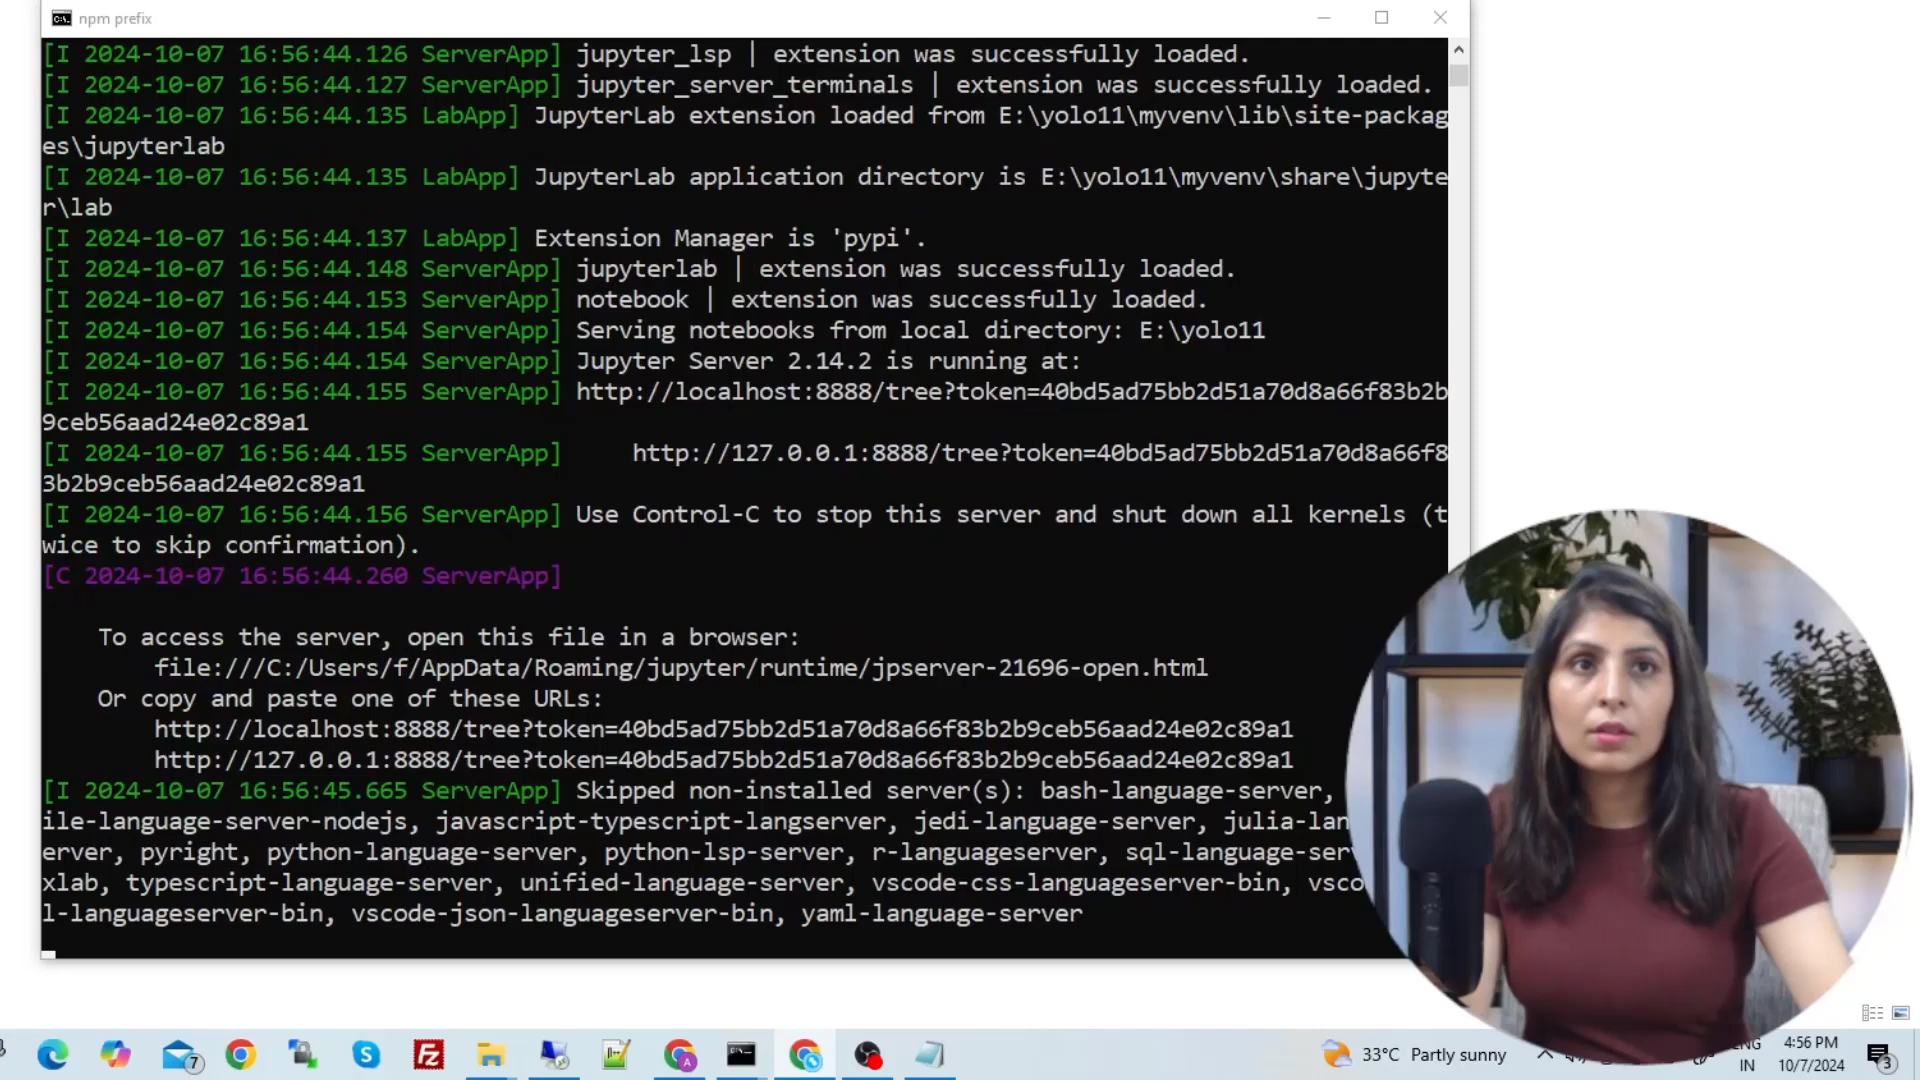 npm prefix
[I 2024-10-07 16:56:44.126 ServerApp] jupyter_lsp | extension was successfully loaded.
[I 2024-10-07 16:56:44.127 ServerApp] jupyter_server_terminals | extension was successfully loaded.
[I 2024-10-07 16:56:44.135 LabApp] JupyterLab extension loaded from E:\yolo11\myvenv\lib\site-packag
es\jupyterlab
[I 2024-10-07 16:56:44.135 LabApp] JupyterLab application directory is E:\yolo11\myvenv\share\jupyte
r\lab
[I 2024-10-07 16:56:44.137 LabApp] Extension Manager is 'pypi'.
[I 2024-10-07 16:56:44.148 ServerApp] jupyterlab | extension was successfully loaded.
[I 2024-10-07 16:56:44.153 ServerApp] notebook | extension was successfully loaded.
[I 2024-10-07 16:56:44.154 ServerApp] Serving notebooks from local directory: E:\yolo11
[I 2024-10-07 16:56:44.154 ServerApp] Jupyter Server 2.14.2 is running at:
[I 2024-10-07 16:56:44.155 ServerApp] http://localhost:8888/tree?token=40bd5ad75bb2d51a70d8a66f83b2b
9ceb56aad24e02c89a1
[I 2024-10-07 16:56:44.155 ServerApp]     http://127.0.0.1:8888/tree?token=40bd5ad75bb2d51a70d8a66f8
3b2b9ceb56aad24e02c89a1
[I 2024-10-07 16:56:44.156 ServerApp] Use Control-C to stop this server and shut down all kernels (t
wice to skip confirmation).
[C 2024-10-07 16:56:44.260 ServerApp]
To access the server, open this file in a browser:
file:///C:/Users/f/AppData/Roaming/jupyter/runtime/jpserver-21696-open.html
Or copy and paste one of these URLs:
http://localhost:8888/tree?token=40bd5ad75bb2d51a70d8a66f83b2b9ceb56aad24e02c89a1
http://127.0.0.1:8888/tree?token=40bd5ad75bb2d51a70d8a66f83b2b9ceb56aad24e02c89a1
[I 2024-10-07 16:56:45.665 ServerApp] Skipped non-installed server(s): bash-language-server,
ile-language-server-nodejs, javascript-typescript-langserver, jedi-language-server, julia-lan
erver, pyright, python-language-server, python-lsp-server, r-languageserver, sql-language-ser
xlab, typescript-language-server, unified-language-server, vscode-css-languageserver-bin, vsco
l-languageserver-bin, vscode-json-languageserver-bin, yaml-language-server
7
33°C Partly sunny
NG
IN
4:56 PM
10/7/2024
3